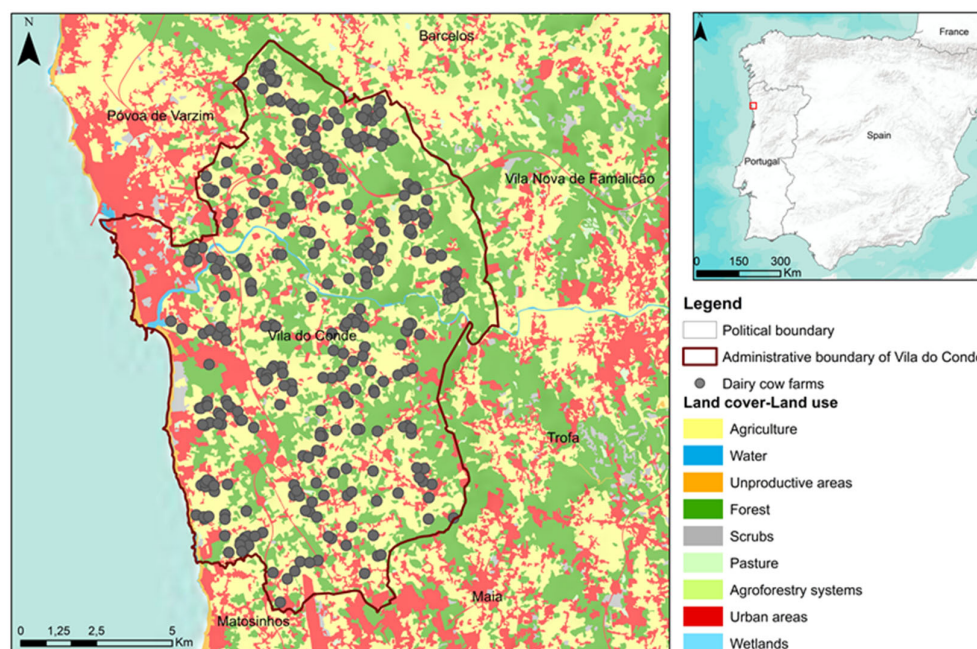 N
Barcelos
Póvoa de Varzim
Vila Nova de Famalicão
Vila do Conde
Trofa
Maia
Matosinhos
0 1,25 2,5 5
Km
France
Spain
Portugal
0 150 300
Km
Legend
Political boundary
Administrative boundary of Vila do Conde
Dairy cow farms
Land cover-Land use
Agriculture
Water
Unproductive areas
Forest
Scrubs
Pasture
Agroforestry systems
Urban areas
Wetlands